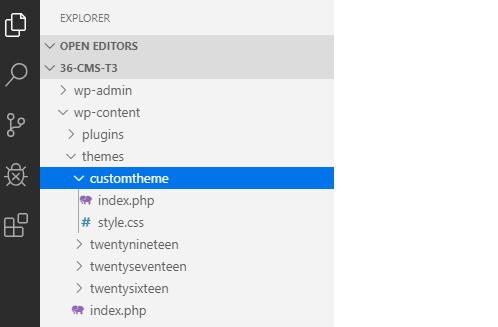 EXPLORER
OPEN EDITORS
36-CMS-T3
wp-admin
wp-content
plugins
themes
customtheme
index.php
# style.css
twentynineteen
twentyseventeen
twentysixteen
index.php